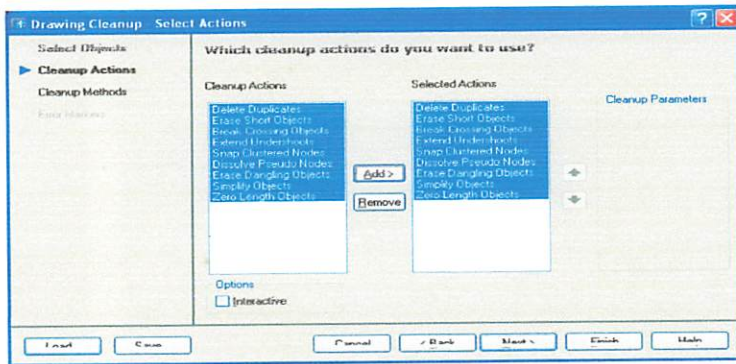 Drawing Cleanup - Select Actions
Select Objects
Cleanup Actions
Cleanup Methods
Error Markers
Which cleanup actions do you want to use?
Cleanup Actions
Delete Duplicates
Erase Short Objects
Break Crossing Objects
Extend Undershoots
Snap Clustered Nodes
Dissolve Pseudo Nodes
Erase Dangling Objects
Simplify Objects
Zero Length Objects
Add >
Remove
Selected Actions
Delete Duplicates
Erase Short Objects
Break Crossing Objects
Extend Undershoots
Snap Clustered Nodes
Dissolve Pseudo Nodes
Erase Dangling Objects
Simplify Objects
Zero Length Objects
Cleanup Parameters
Options
Interactive
Load
Save
Cancel
< Back
Next >
Finish
Help